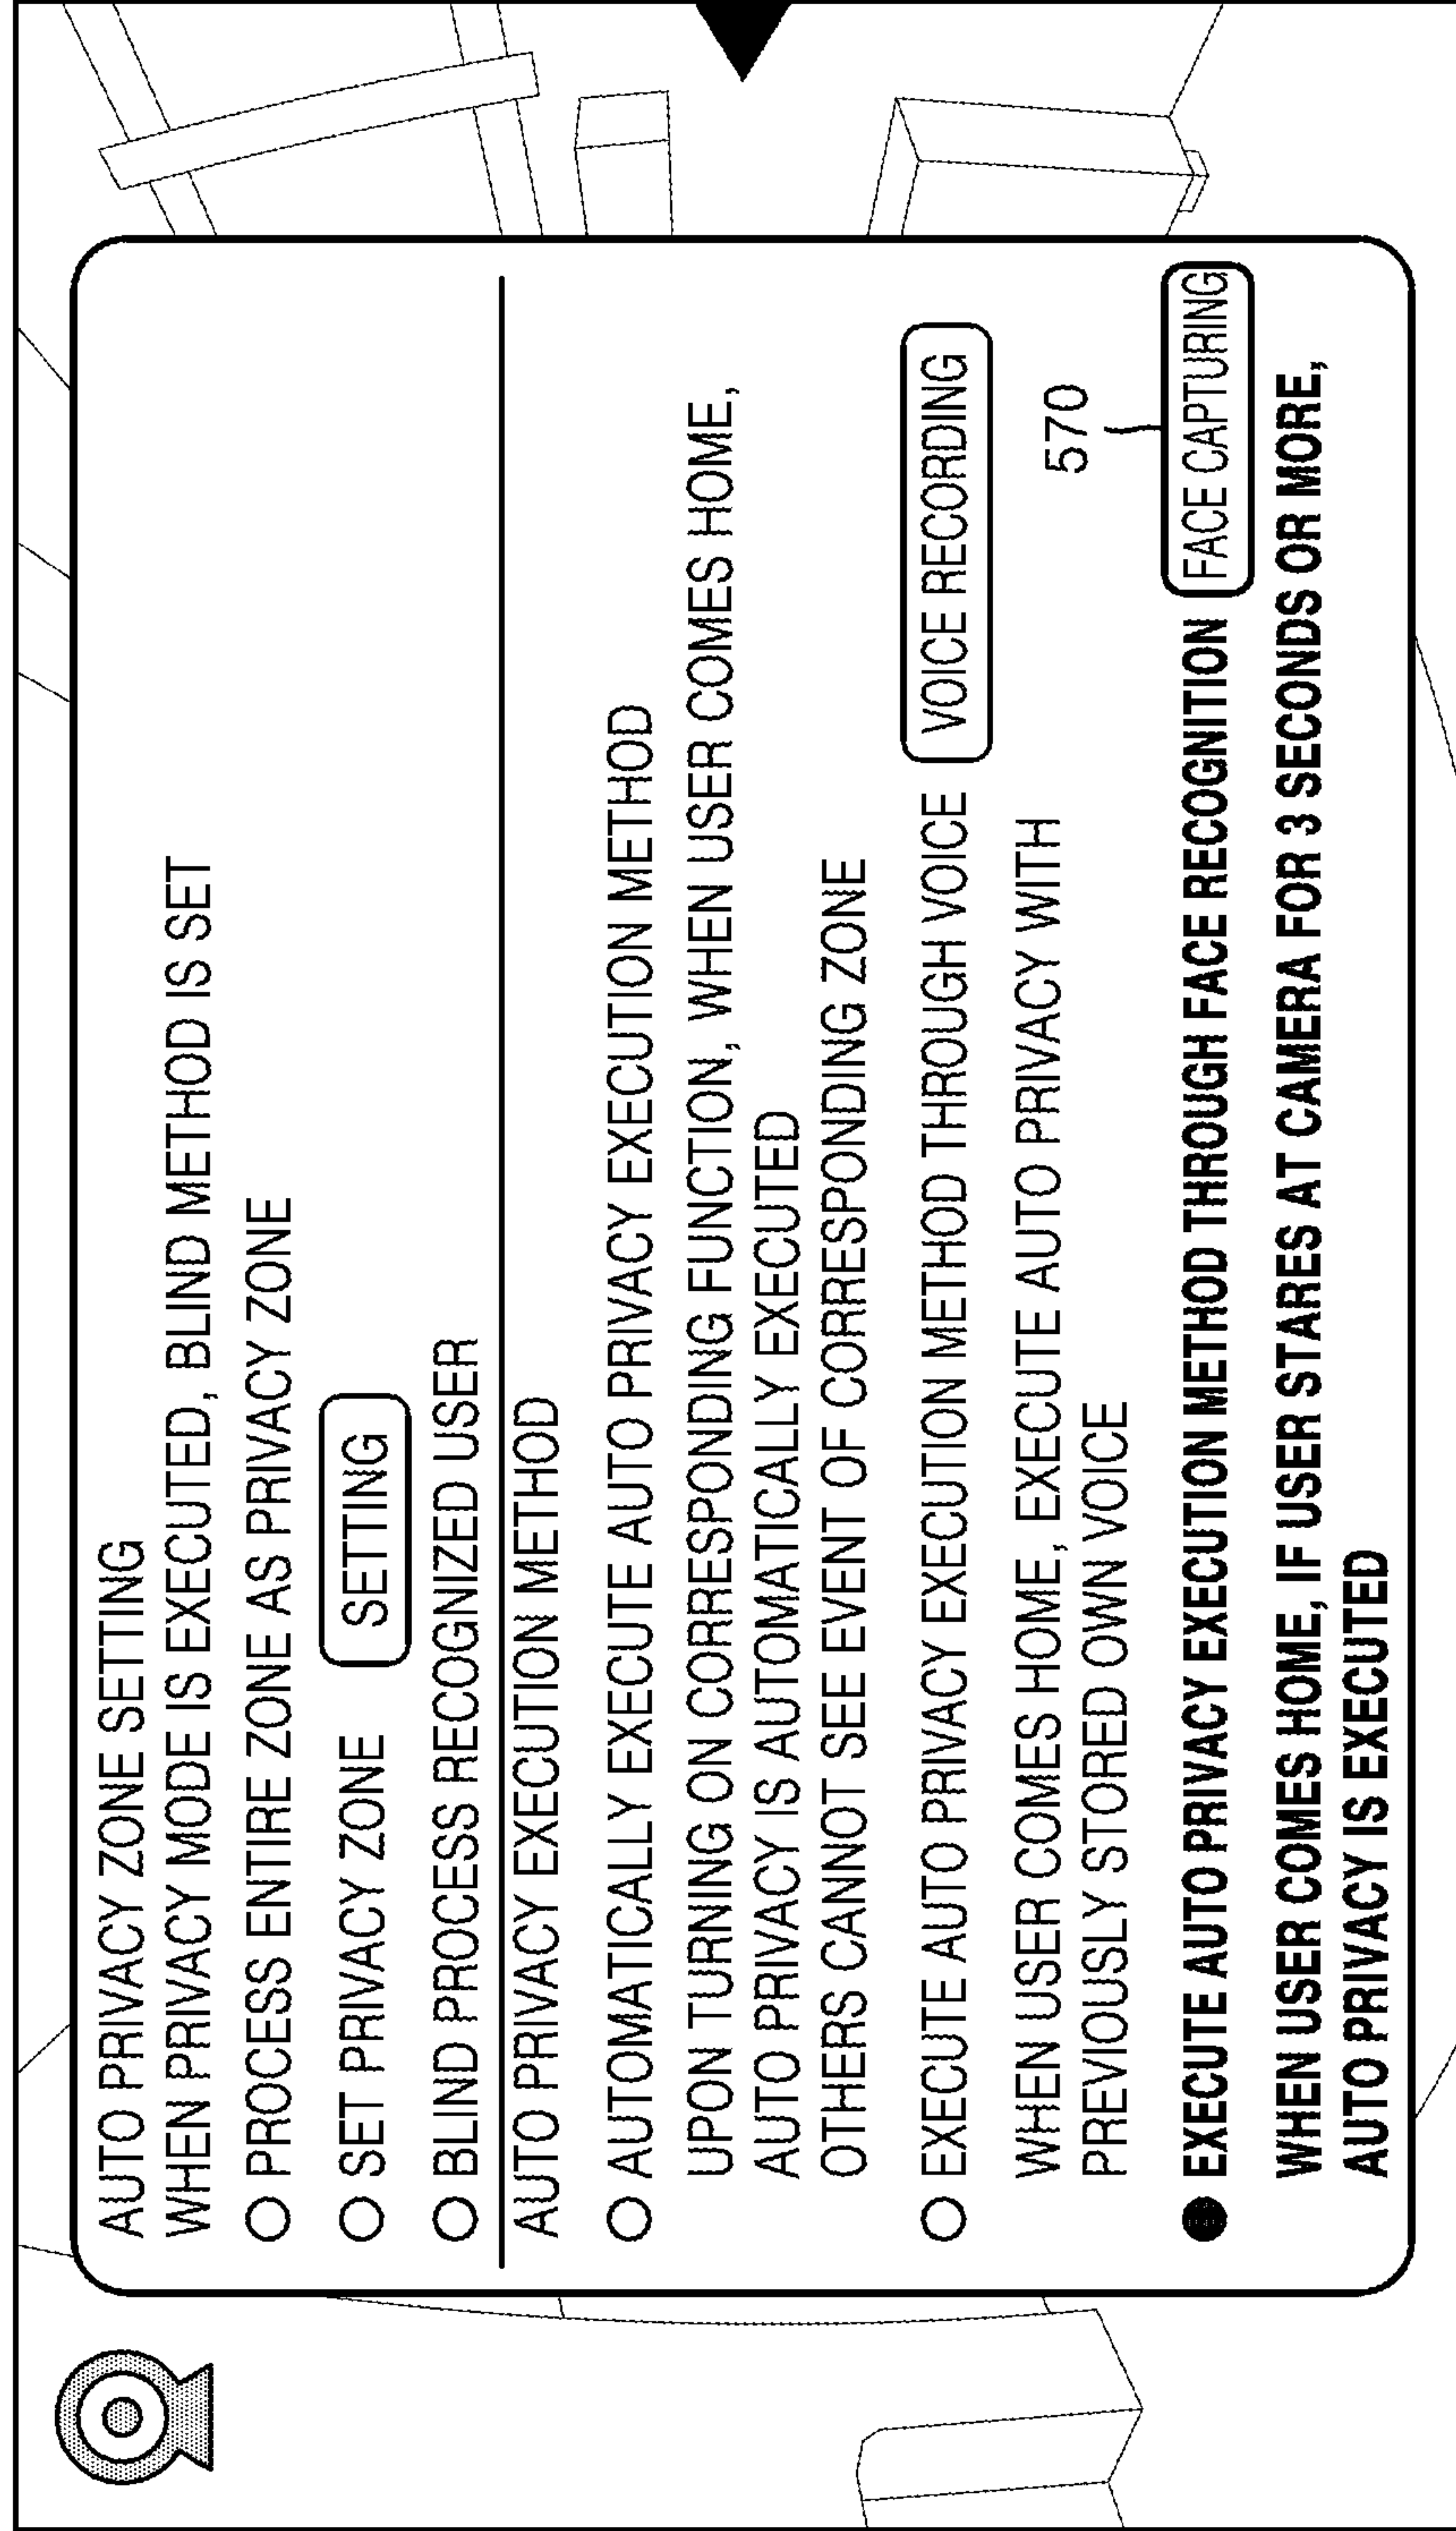 AUTO PRIVACY ZONE SETTING
WHEN PRIVACY MODE IS EXECUTED, BLIND METHOD IS SET
PROCESS ENTIRE ZONE AS PRIVACY ZONE
SET PRIVACY ZONE SETTING
BLIND PROCESS RECOGNIZED USER
AUTO PRIVACY EXECUTION METHOD
AUTOMATICALLY EXECUTE AUTO PRIVACY EXECUTION METHOD
UPON TURNING ON CORRESPONDING FUNCTION, WHEN USER COMES HOME,
AUTO PRIVACY IS AUTOMATICALLY EXECUTED
OTHERS CANNOT SEE EVENT OF CORRESPONDING ZONE
EXECUTE AUTO PRIVACY EXECUTION METHOD THROUGH VOICE VOICE RECORDING
WHEN USER COMES HOME, EXECUTE AUTO PRIVACY WITH
PREVIOUSLY STORED OWN VOICE
570
EXECUTE AUTO PRIVACY EXECUTION METHOD THROUGH FACE RECOGNITION FACE CAPTURING
WHEN USER COMES HOME, IF USER STARES AT CAMERA FOR 3 SECONDS OR MORE,
AUTO PRIVACY IS EXECUTED